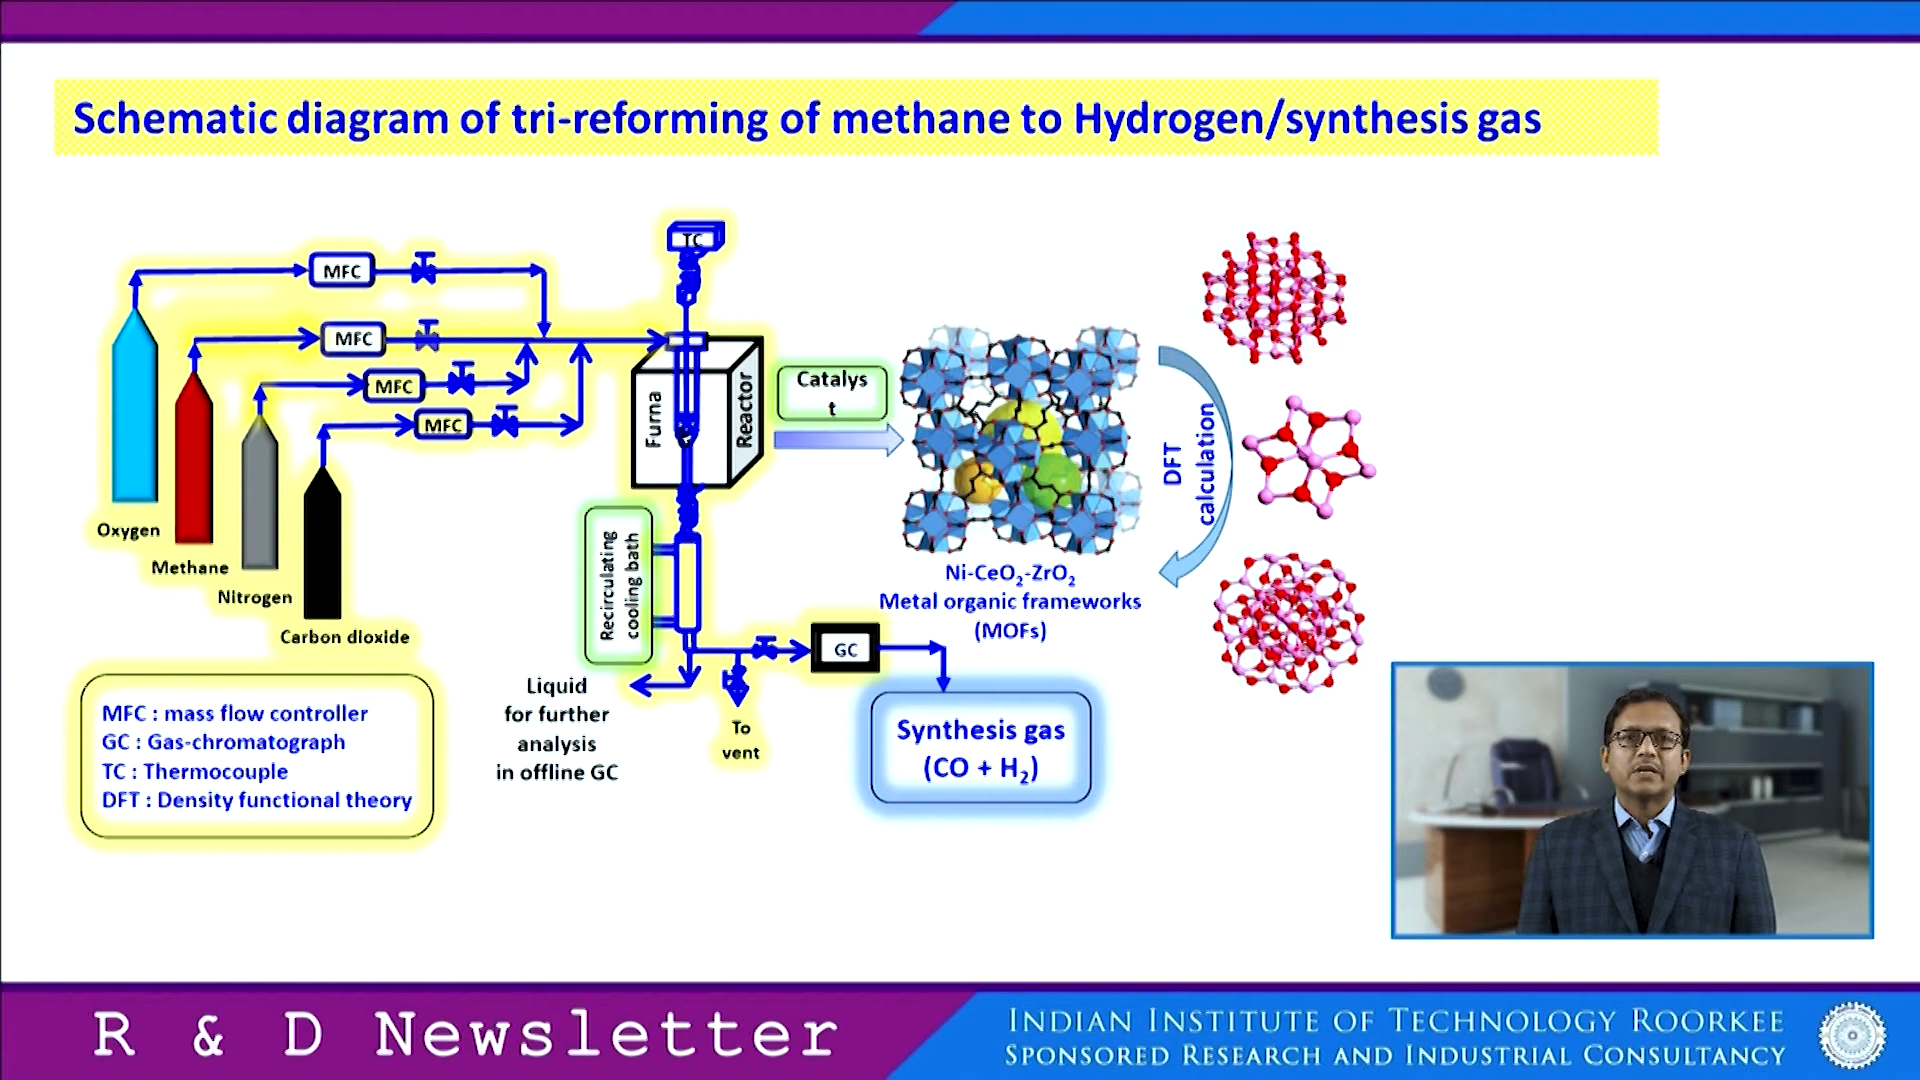 Schematic diagram of tri-reforming of methane to Hydrogen/synthesis gas
TC
MFC
MFC
MFC
MFC
Furna
Reactor
Catalys
t
Oxygen
Methane
Nitrogen
Carbon dioxide
Recirculating
cooling bath
DFT
calculation
Ni-CeO₂-ZrO₂
Metal organic frameworks
(MOFs)
GC
Liquid
for further
analysis
in offline GC
To
vent
Synthesis gas
(CO + H₂)
MFC : mass flow controller
GC : Gas-chromatograph
TC : Thermocouple
DFT : Density functional theory
R & D Newsletter
INDIAN INSTITUTE OF TECHNOLOGY ROORKEE
SPONSORED RESEARCH AND INDUSTRIAL CONSULTANCY